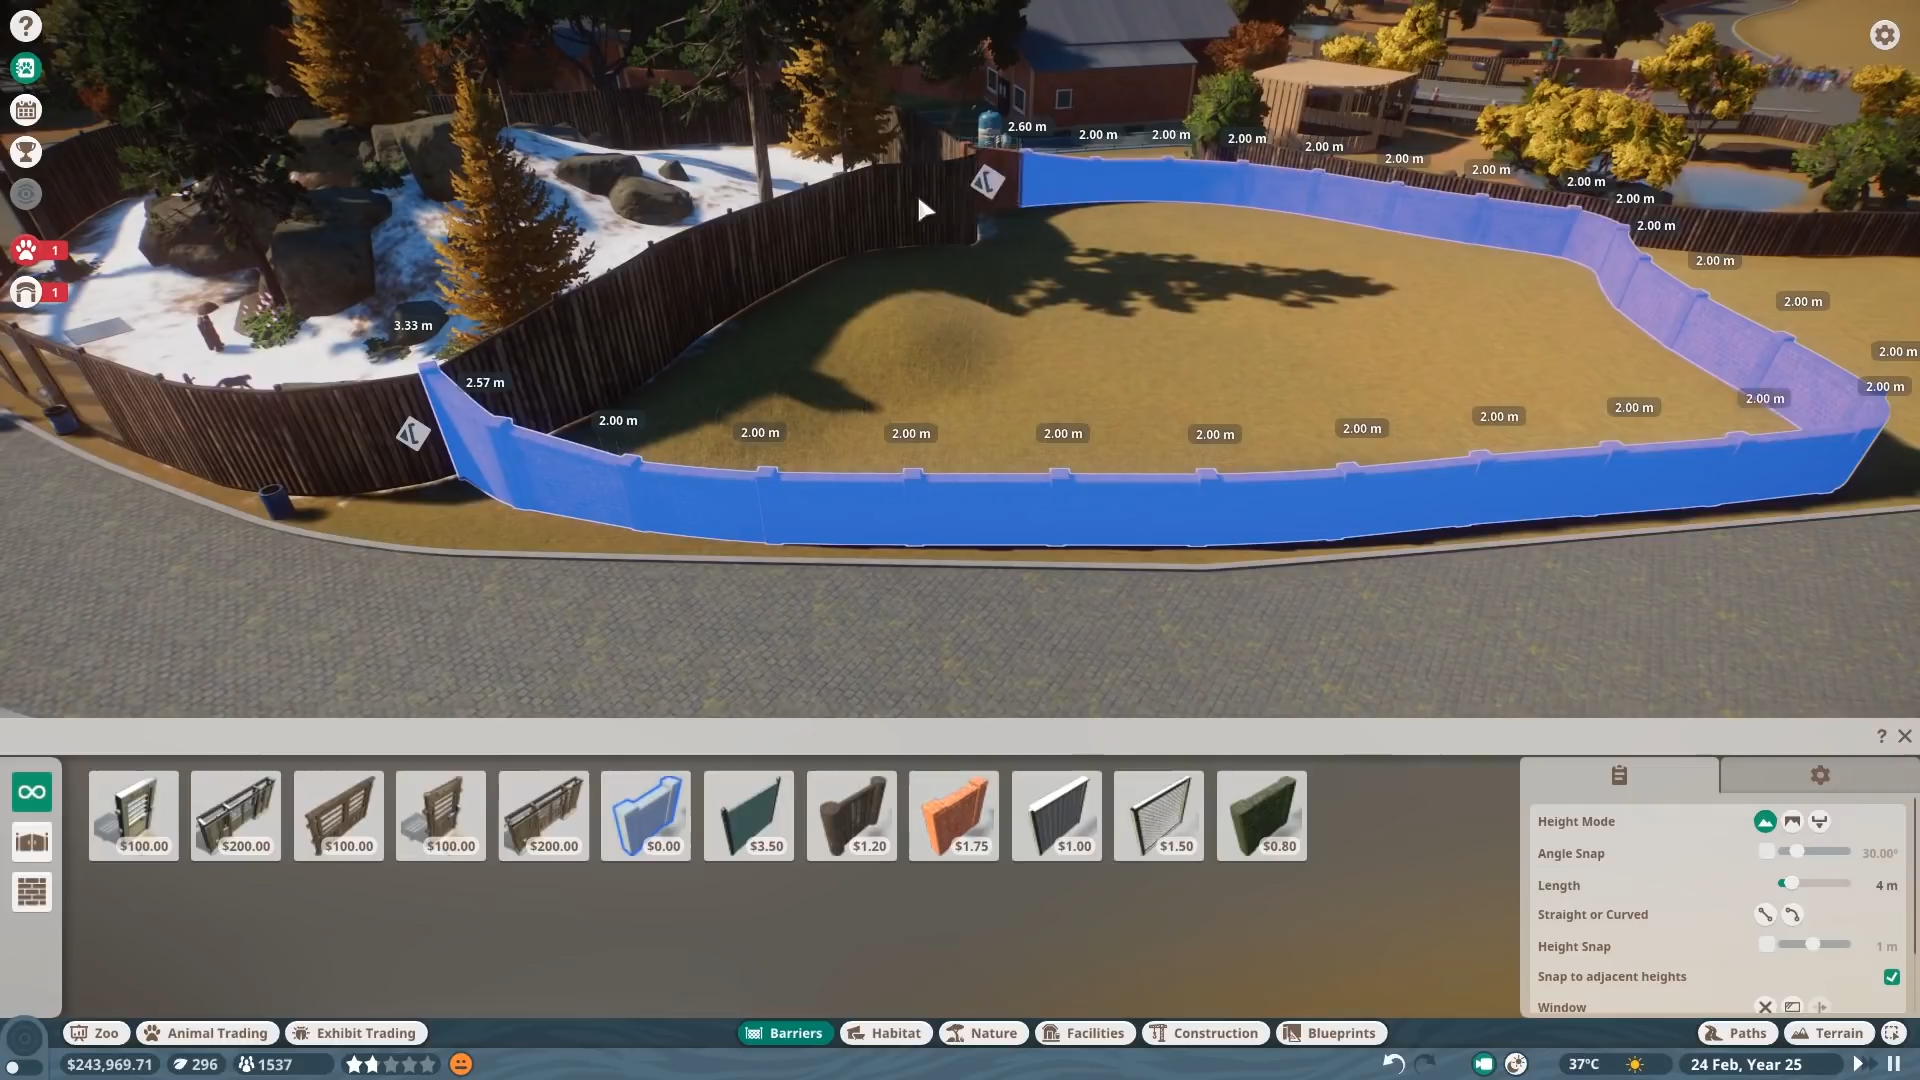 ?
1
1
2.60 m
2.00 m
2.00 m
2.00 m
2.00 m
2.00 m
2.00 m
2.00 m
2.00 m
2.00 m
2.00 m
2.00 m
2.00 m
2.00 m
3.33 m
2.57 m
2.00 m
2.00 m
2.00 m
2.00 m
2.00 m
2.00 m
2.00 m
2.00 m
2.00 m
?
$100.00
$200.00
$100.00
$100.00
$200.00
$0.00
$3.50
$1.20
$1.75
$1.00
$1.50
$0.80
Height Mode
Angle Snap 30.00°
Length 4 m
Straight or Curved
Height Snap 1 m
Snap to adjacent heights
Window
Zoo
Animal Trading
Exhibit Trading
Barriers
Habitat
Nature
Facilities
Construction
Blueprints
Paths
Terrain
$243,969.71
296
1537
37°C
24 Feb, Year 25